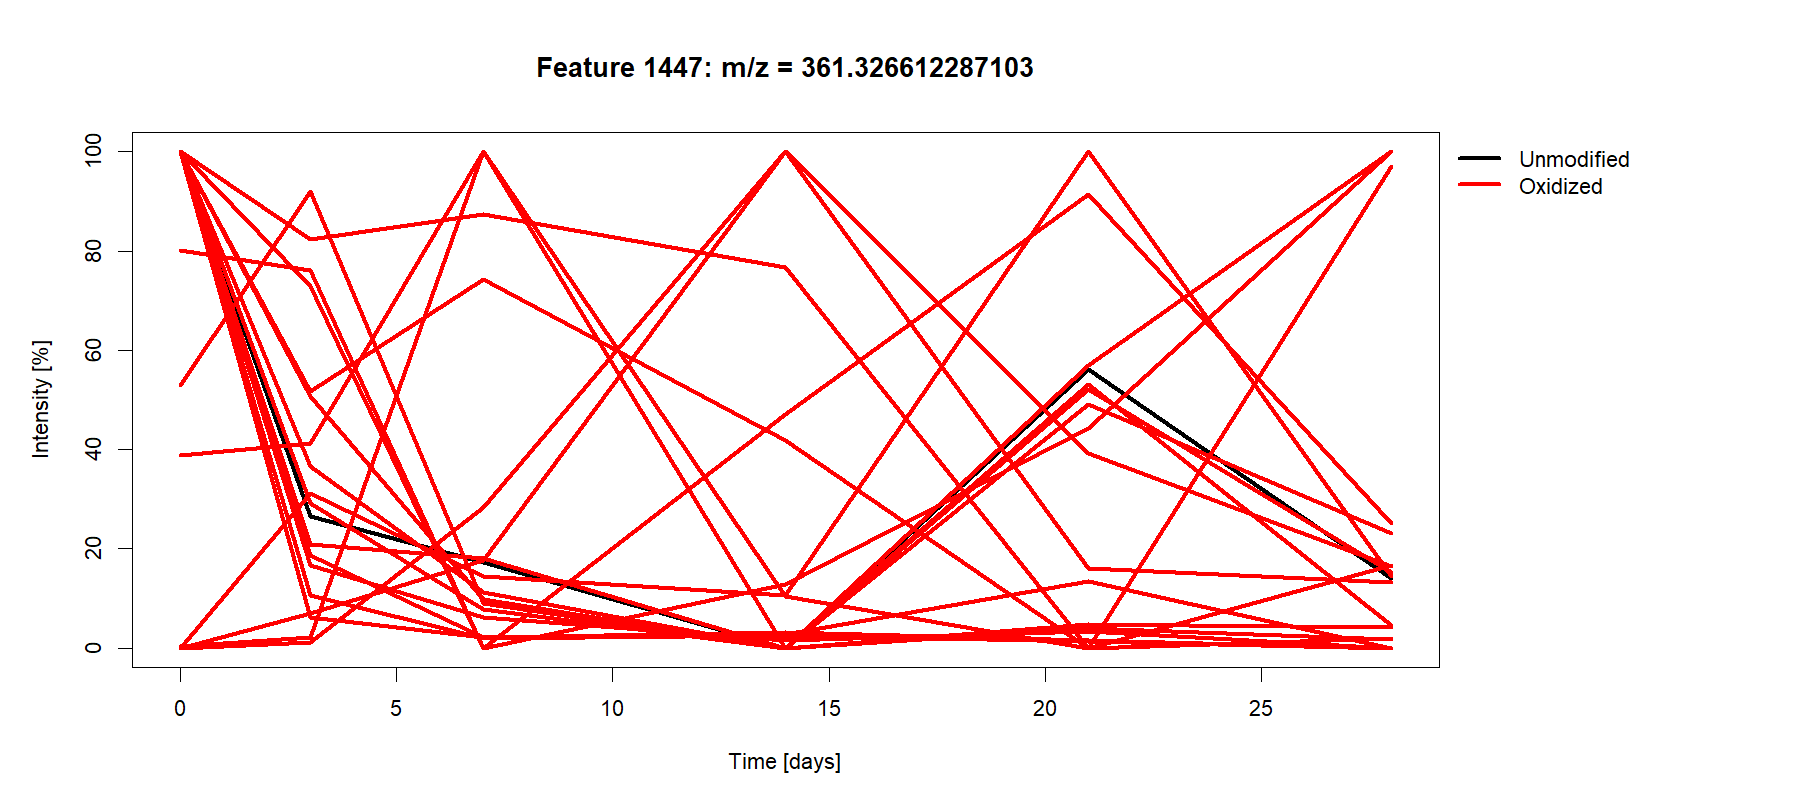 Feature 1447: m/z = 361.326612287103
Unmodified
Oxidized
Intensity [%]
100
80
60
40
20
0
0 5 10 15 20 25
Time [days]